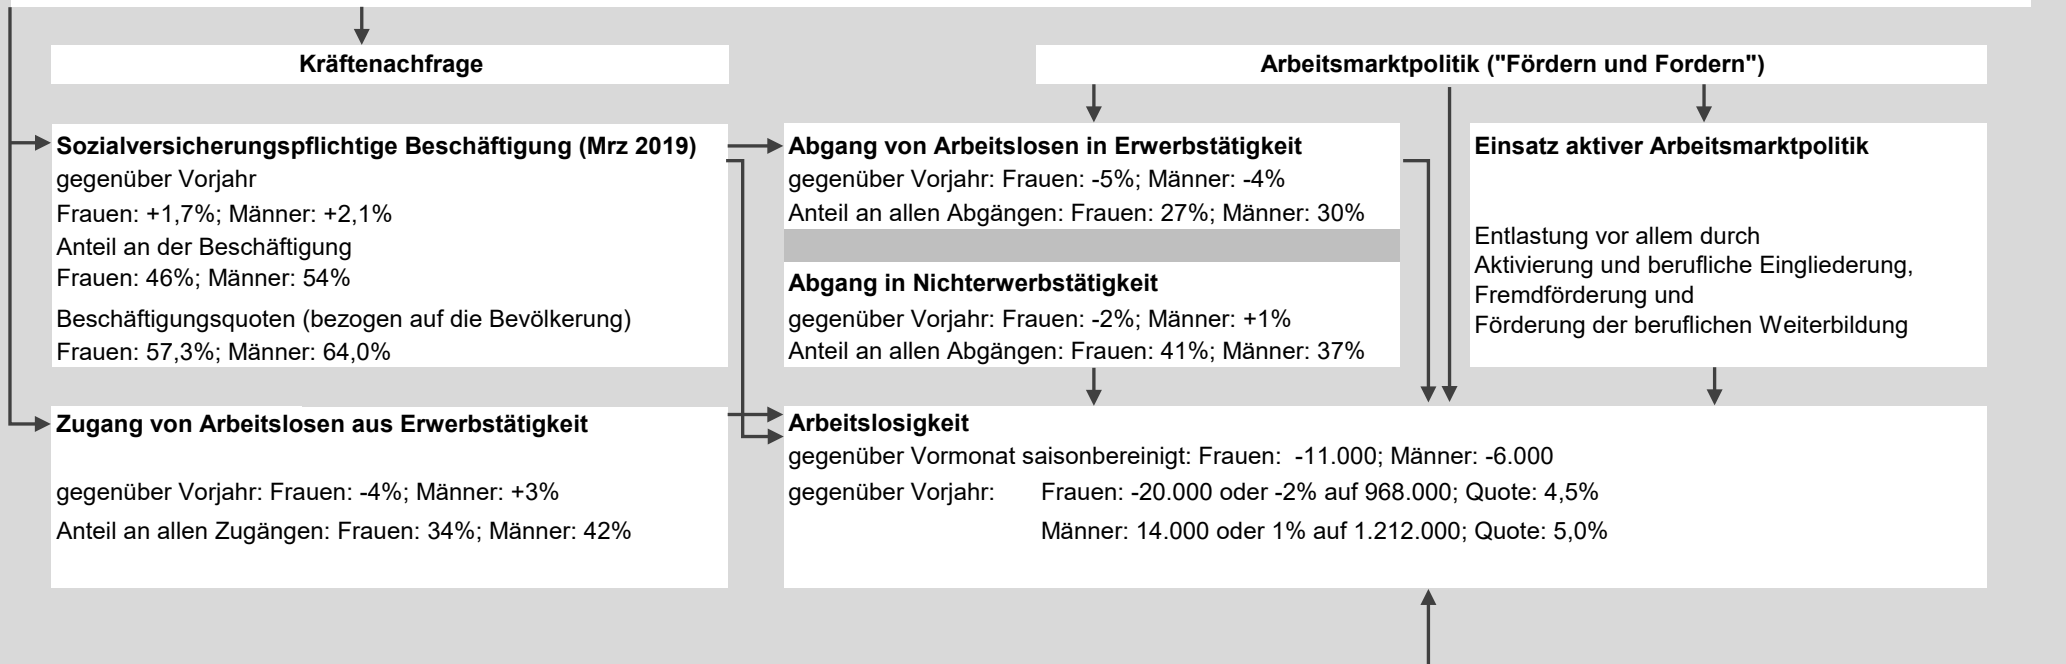 Kräftenachfrage
Arbeitsmarktpolitik ("Fördern und Fordern")
Sozialversicherungspflichtige Beschäftigung (Mrz 2019)
gegenüber Vorjahr
Frauen: +1,7%; Männer: +2,1%
Anteil an der Beschäftigung
Frauen: 46%; Männer: 54%
Beschäftigungsquoten (bezogen auf die Bevölkerung)
Frauen: 57,3%; Männer: 64,0%
Abgang von Arbeitslosen in Erwerbstätigkeit
gegenüber Vorjahr: Frauen: -5%; Männer: -4%
Anteil an allen Abgängen: Frauen: 27%; Männer: 30%
Abgang in Nichterwerbstätigkeit
gegenüber Vorjahr: Frauen: -2%; Männer: +1%
Anteil an allen Abgängen: Frauen: 41%; Männer: 37%
Einsatz aktiver Arbeitsmarktpolitik
Entlastung vor allem durch
Aktivierung und berufliche Eingliederung,
Fremdförderung und
Förderung der beruflichen Weiterbildung
Zugang von Arbeitslosen aus Erwerbstätigkeit
gegenüber Vorjahr: Frauen: -4%; Männer: +3%
Anteil an allen Zugängen: Frauen: 34%; Männer: 42%
Arbeitslosigkeit
gegenüber Vormonat saisonbereinigt: Frauen: -11.000; Männer: -6.000
gegenüber Vorjahr: Frauen: -20.000 oder -2% auf 968.000; Quote: 4,5%
Männer: 14.000 oder 1% auf 1.212.000; Quote: 5,0%